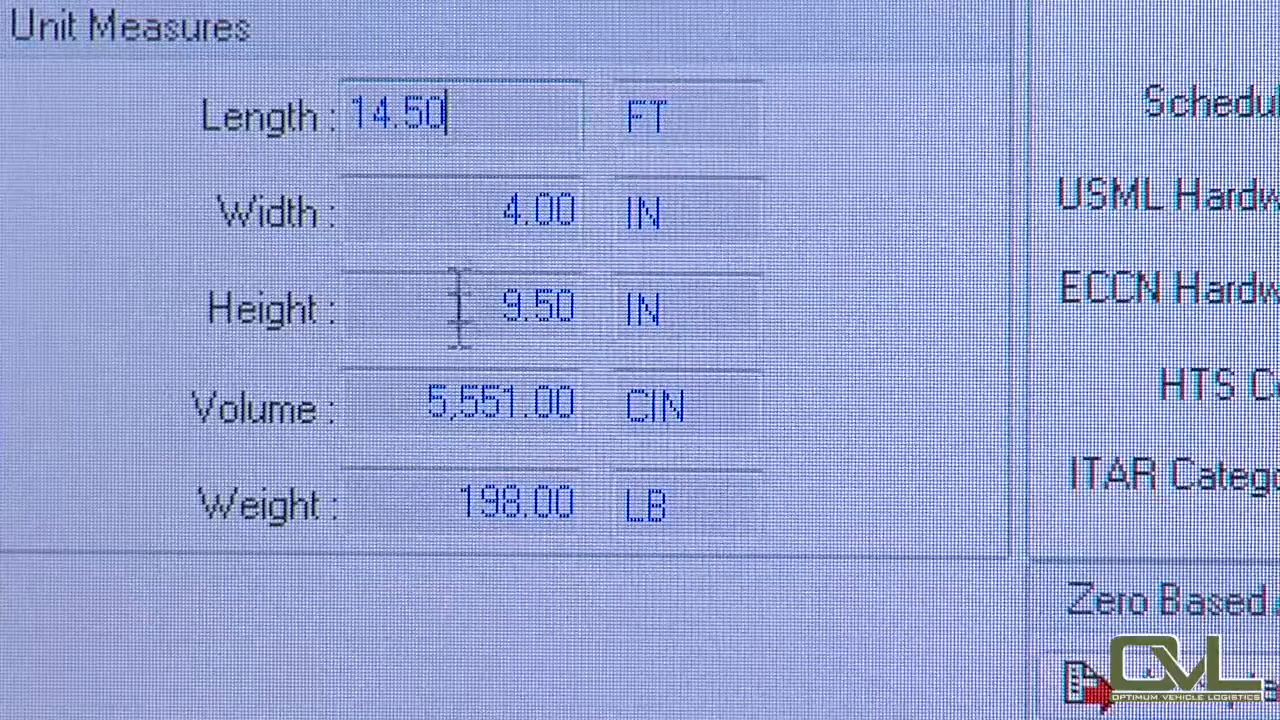 Unit Measures
Length : 14.50 FT
Width : 4.00 IN
Height : 9.50 IN
Volume : 5,551.00 CIN
Weight : 198.00 LB
Schedul
USML Hardw
ECCN Hardw
HTS C
ITAR Catego
Zero Based
OVL
OPTIMUM VEHICLE LOGISTICS